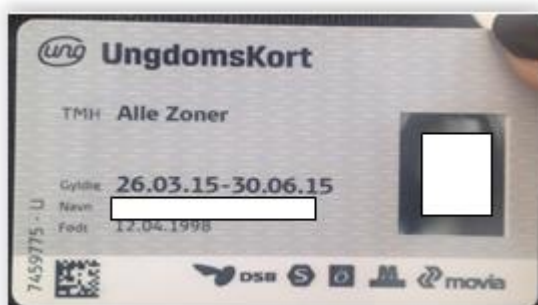 ung UngdomsKort
TMH Alle Zoner
Gyldig 26.03.15-30.06.15
Navn
Født 12.04.1998
7459775 - U
DSB S M movia